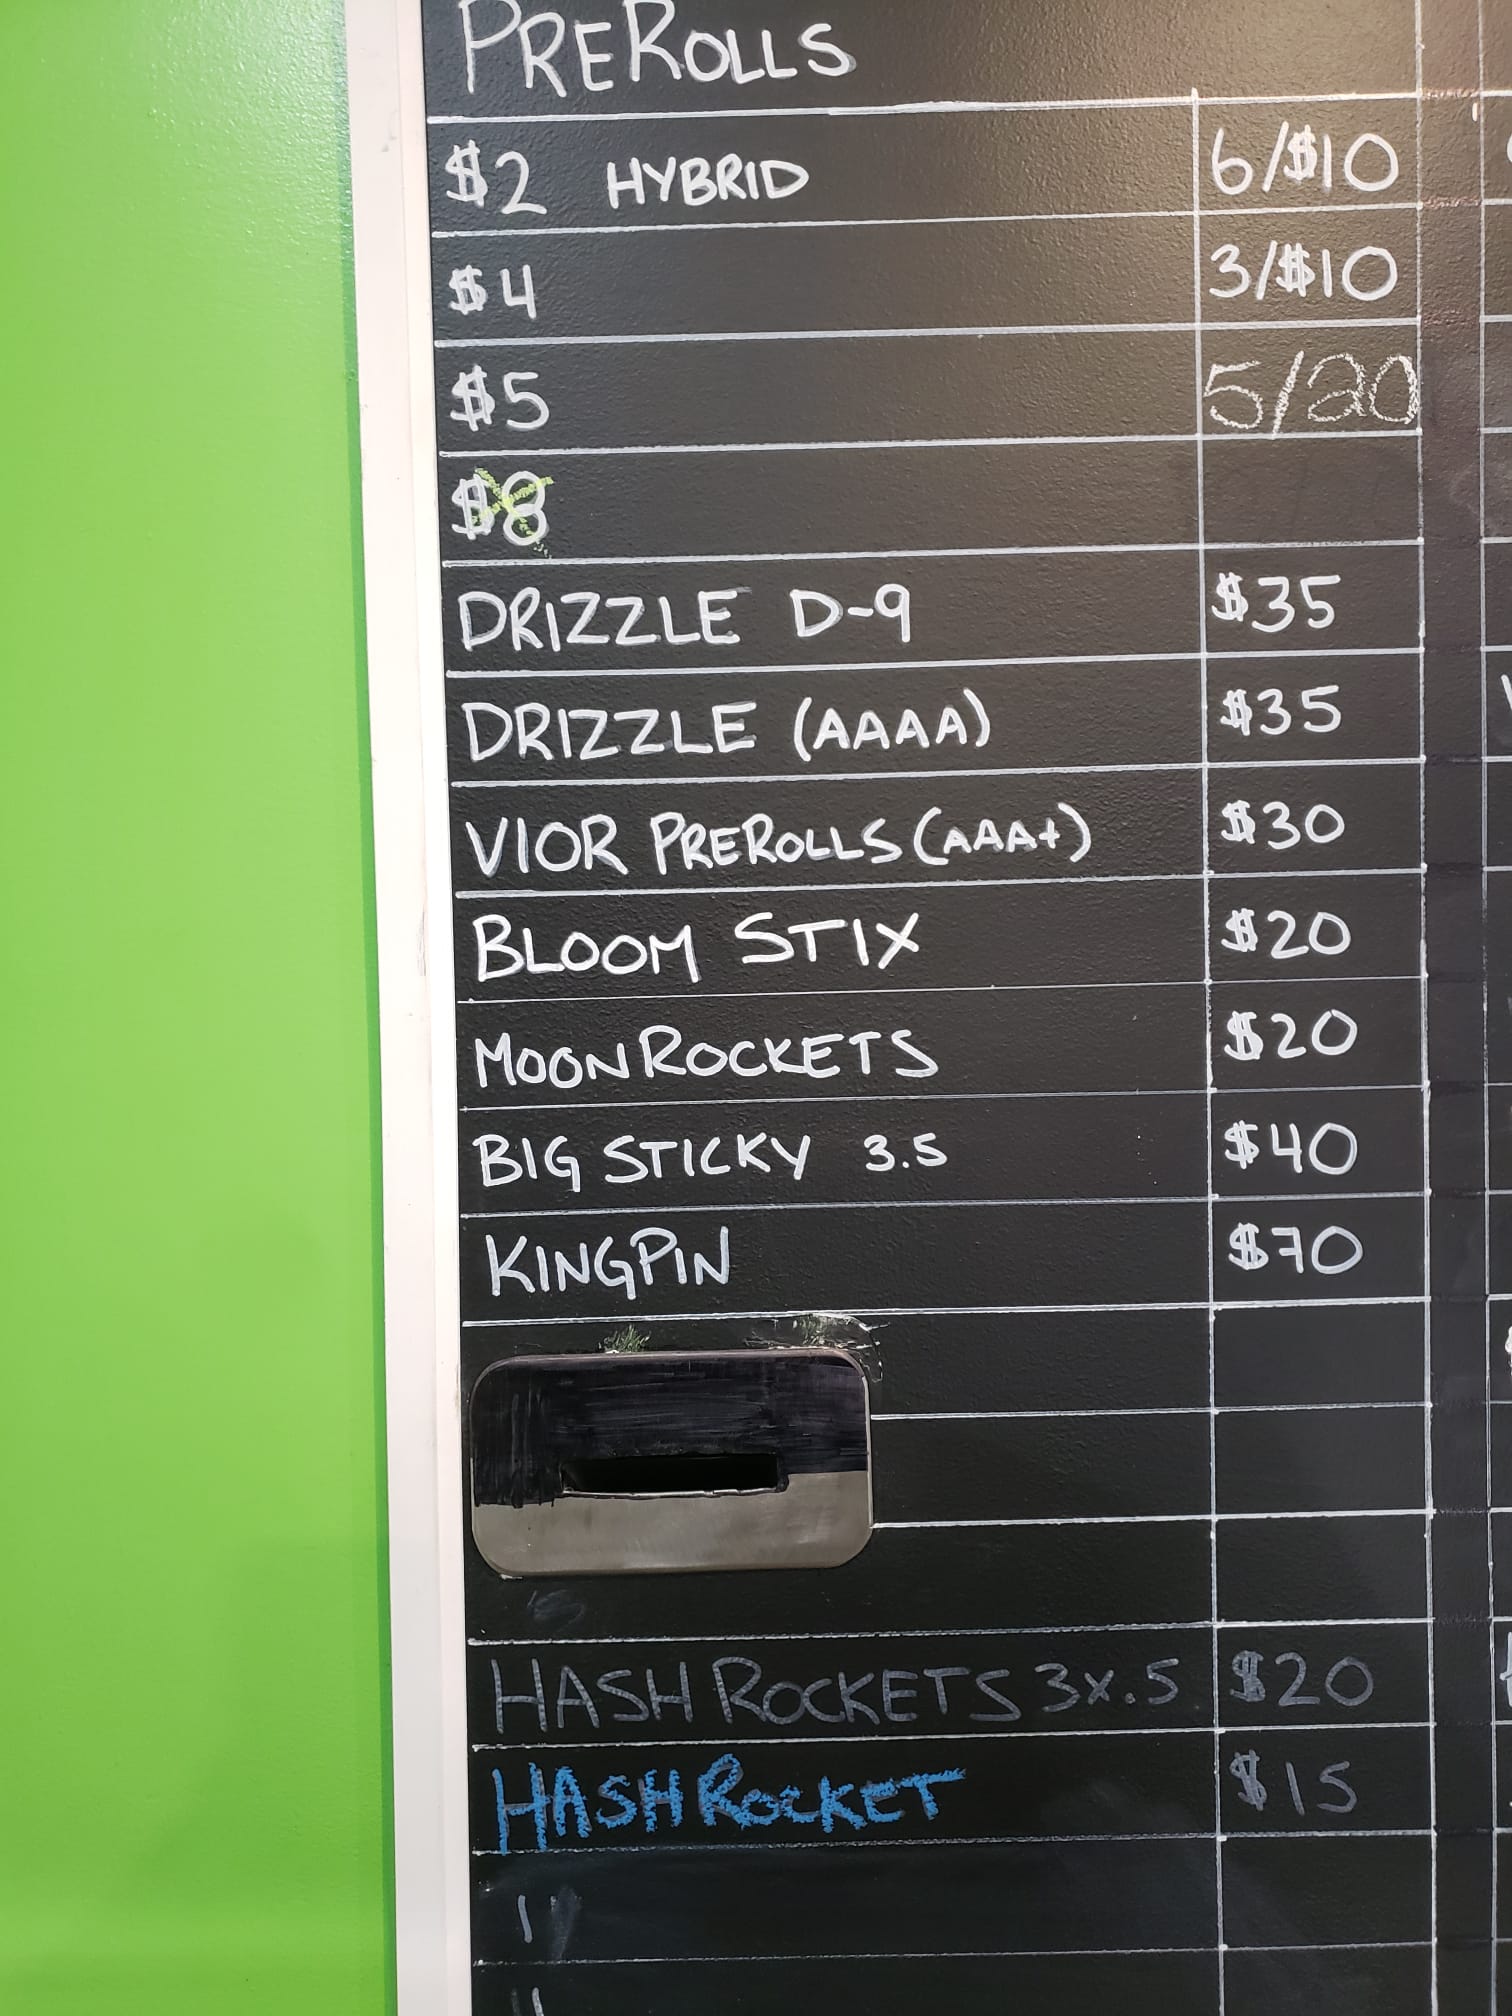 PREROLLS
$2 HYBRID 6/$10
$4 3/$10
$5 5/20
$8
DRIZZLE D-9 $35
DRIZZLE (AAAA) $35
VIOR PREROLLS (AAA+) $30
BLOOM STIX $20
MOON ROCKETS $20
BIG STICKY 3.5 $40
KINGPIN $70
HASH ROCKETS 3x.5 $20
HASH ROCKET $15